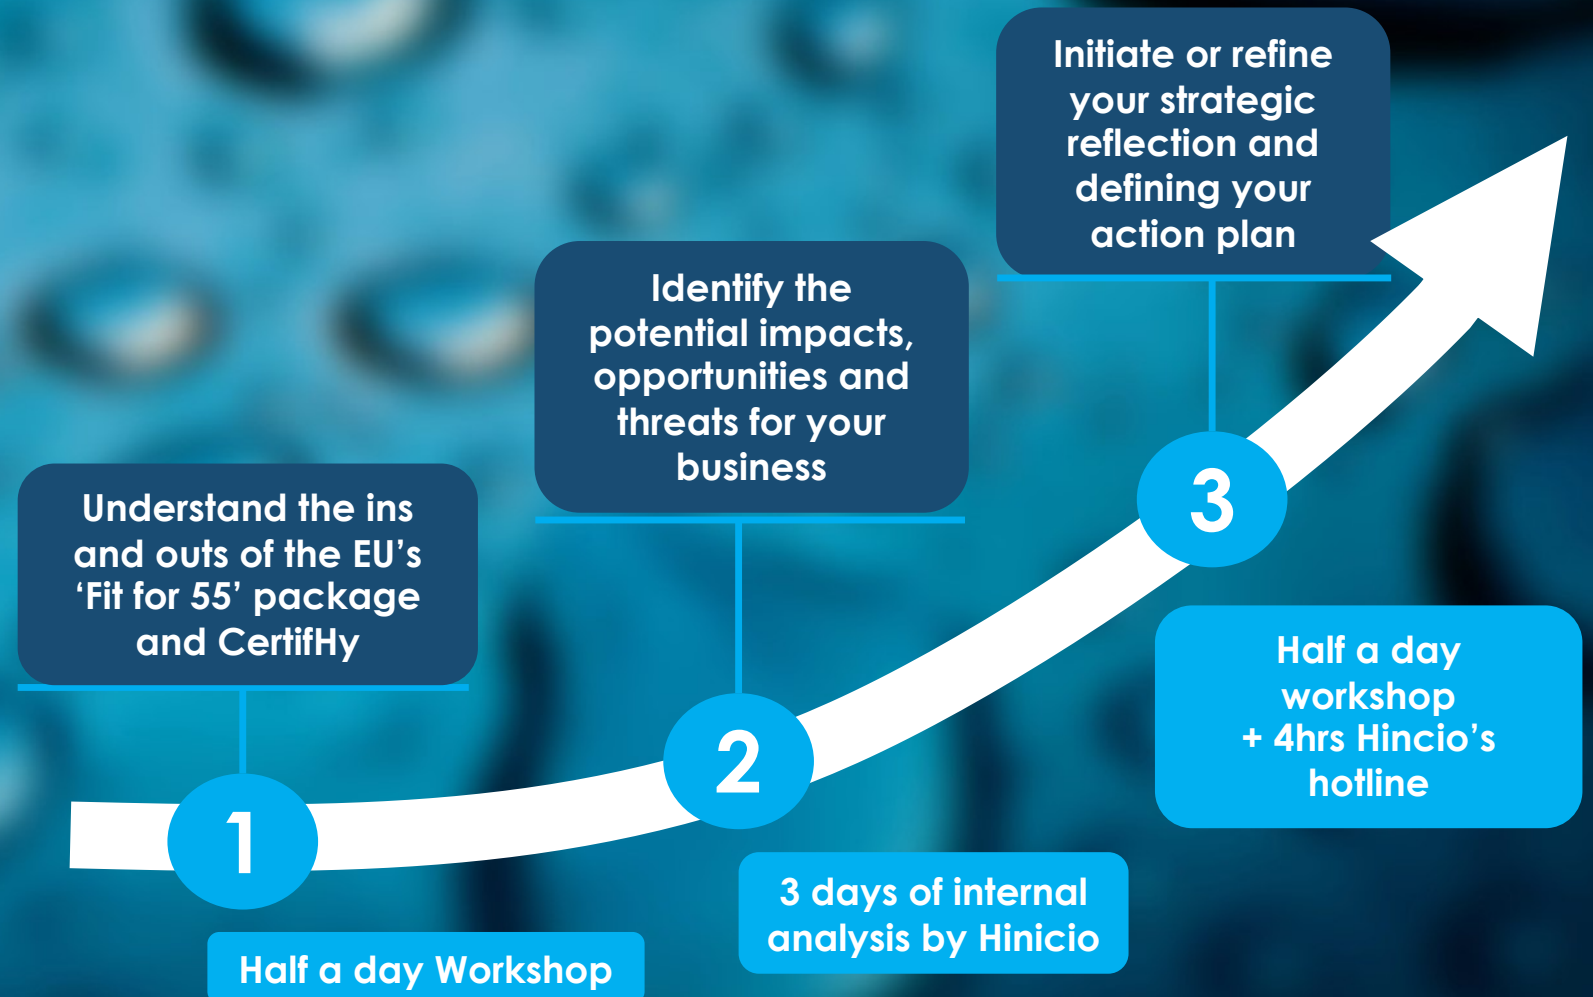 Understand the ins
and outs of the EU’s
‘Fit for 55’ package
and CertifHy
1
Half a day Workshop
Identify the
potential impacts,
opportunities and
threats for your
business
2
3 days of internal
analysis by Hinicio
Initiate or refine
your strategic
reflection and
defining your
action plan
3
Half a day
workshop
+ 4hrs Hincio’s
hotline